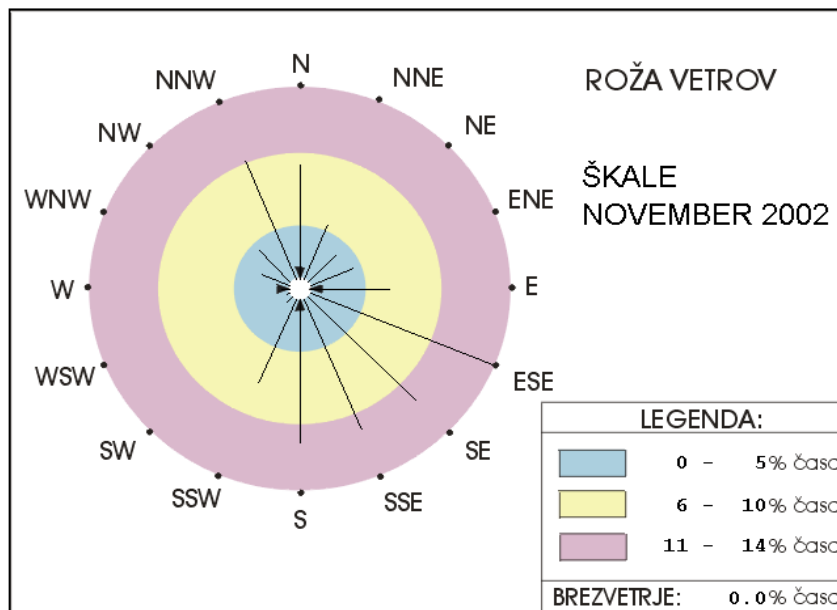 ROŽA VETROV
ŠKALE
NOVEMBER 2002
N
NNE
NE
ENE
E
ESE
SE
SSE
S
SSW
SW
WSW
W
WNW
NW
NNW
LEGENDA:
0 - 5% časa
6 - 10% časa
11 - 14% časa
BREZVETRJE: 0.0% časa